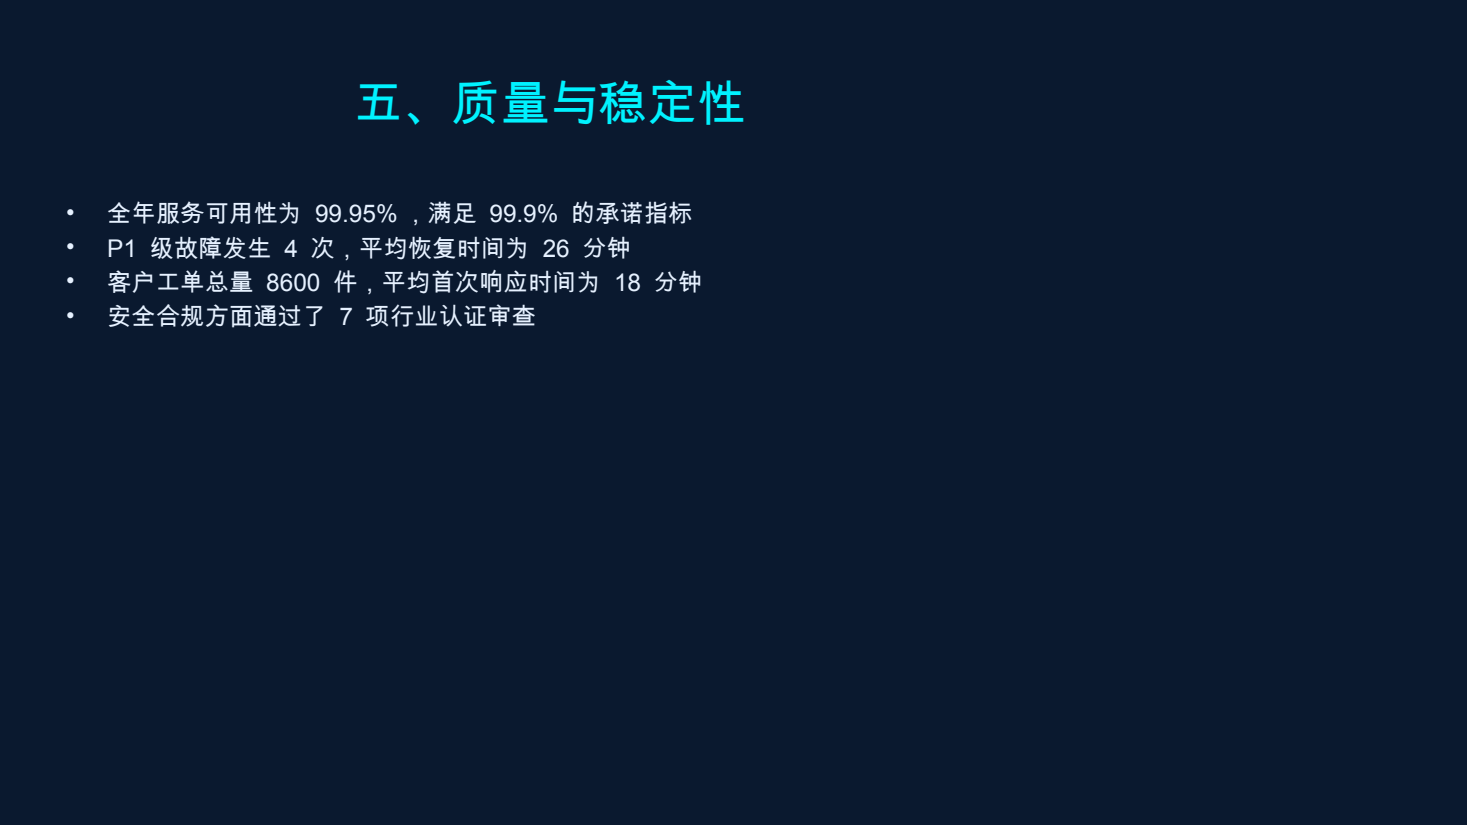 五、质量与稳定性
• 全年服务可用性为 99.95% ，满足 99.9% 的承诺指标
• P1 级故障发生 4 次，平均恢复时间为 26 分钟
• 客户工单总量 8600 件，平均首次响应时间为 18 分钟
• 安全合规方面通过了 7 项行业认证审查